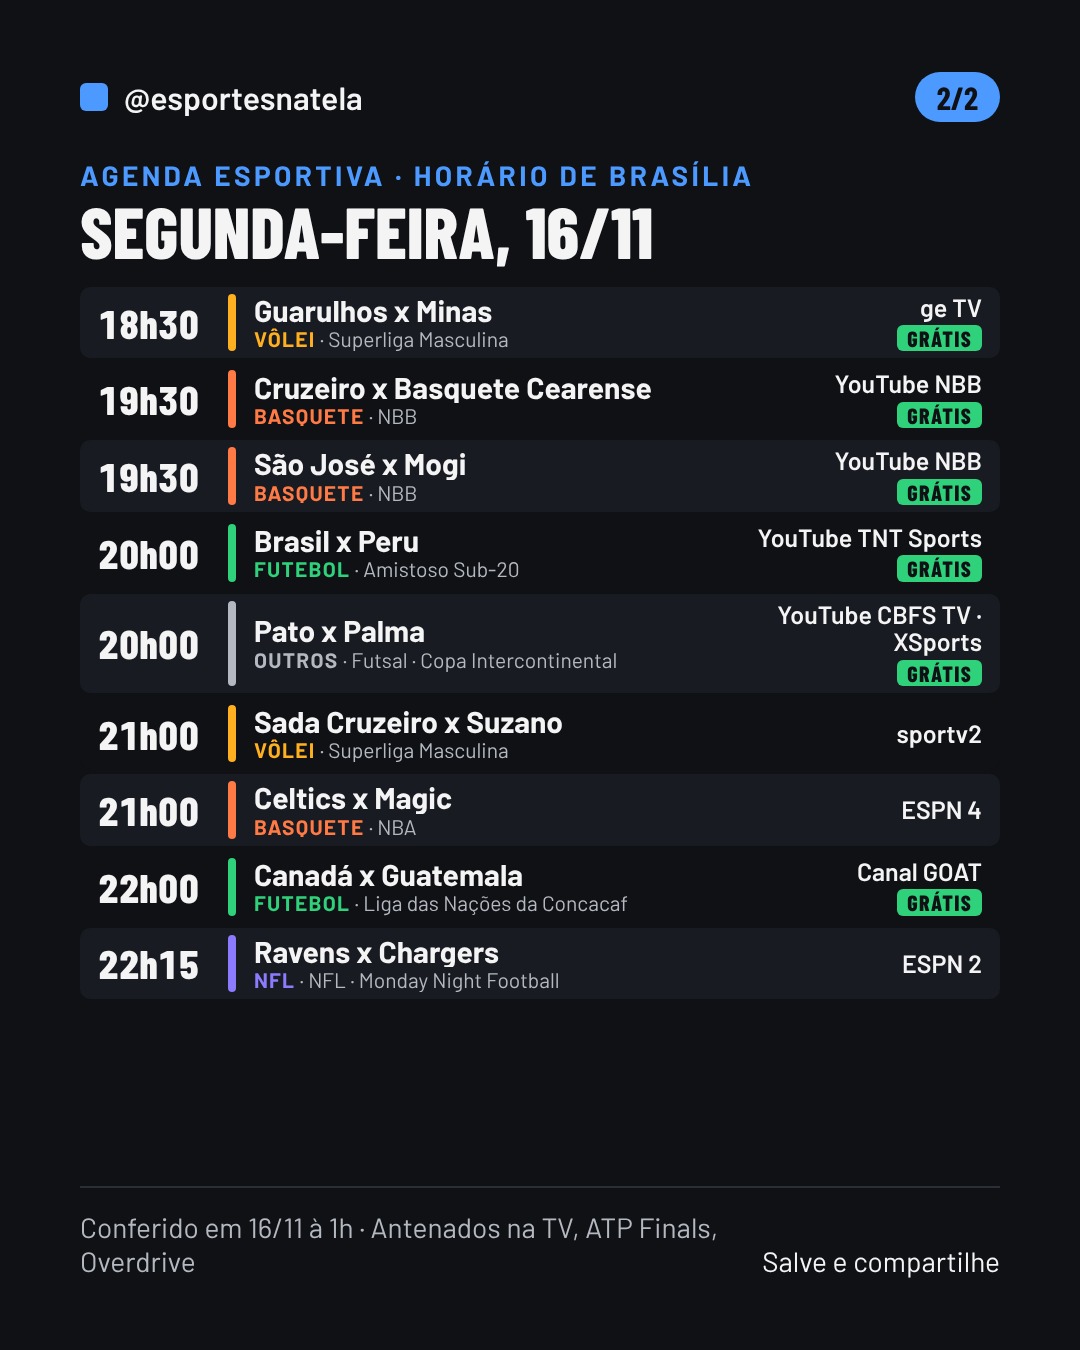 @esportesnatela
2/2
AGENDA ESPORTIVA · HORÁRIO DE BRASÍLIA
SEGUNDA-FEIRA, 16/11
18h30
Guarulhos x Minas
VÔLEI · Superliga Masculina
ge TV
GRÁTIS
19h30
Cruzeiro x Basquete Cearense
BASQUETE · NBB
YouTube NBB
GRÁTIS
19h30
São José x Mogi
BASQUETE · NBB
YouTube NBB
GRÁTIS
20h00
Brasil x Peru
FUTEBOL · Amistoso Sub-20
YouTube TNT Sports
GRÁTIS
20h00
Pato x Palma
OUTROS · Futsal · Copa Intercontinental
YouTube CBFS TV ·
XSports
GRÁTIS
21h00
Sada Cruzeiro x Suzano
VÔLEI · Superliga Masculina
sportv2
21h00
Celtics x Magic
BASQUETE · NBA
ESPN 4
22h00
Canadá x Guatemala
FUTEBOL · Liga das Nações da Concacaf
Canal GOAT
GRÁTIS
22h15
Ravens x Chargers
NFL · NFL · Monday Night Football
ESPN 2
Conferido em 16/11 à 1h · Antenados na TV, ATP Finals,
Overdrive
Salve e compartilhe